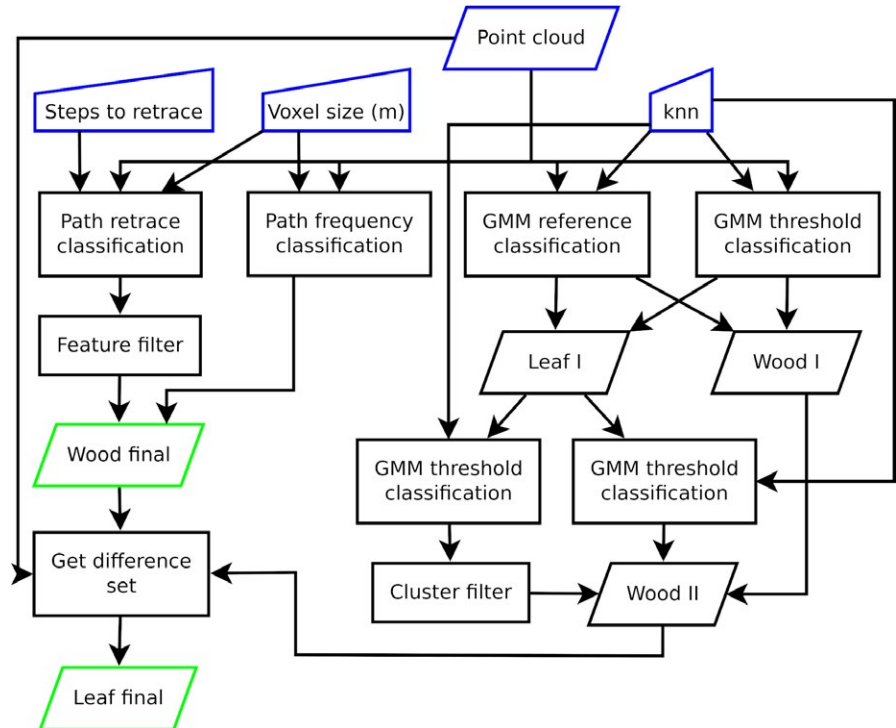 Point cloud
Steps to retrace
Voxel size (m)
knn
Path retrace
classification
Path frequency
classification
GMM reference
classification
GMM threshold
classification
Feature filter
Leaf I
Wood I
Wood final
GMM threshold
classification
GMM threshold
classification
Get difference
set
Cluster filter
Wood II
Leaf final